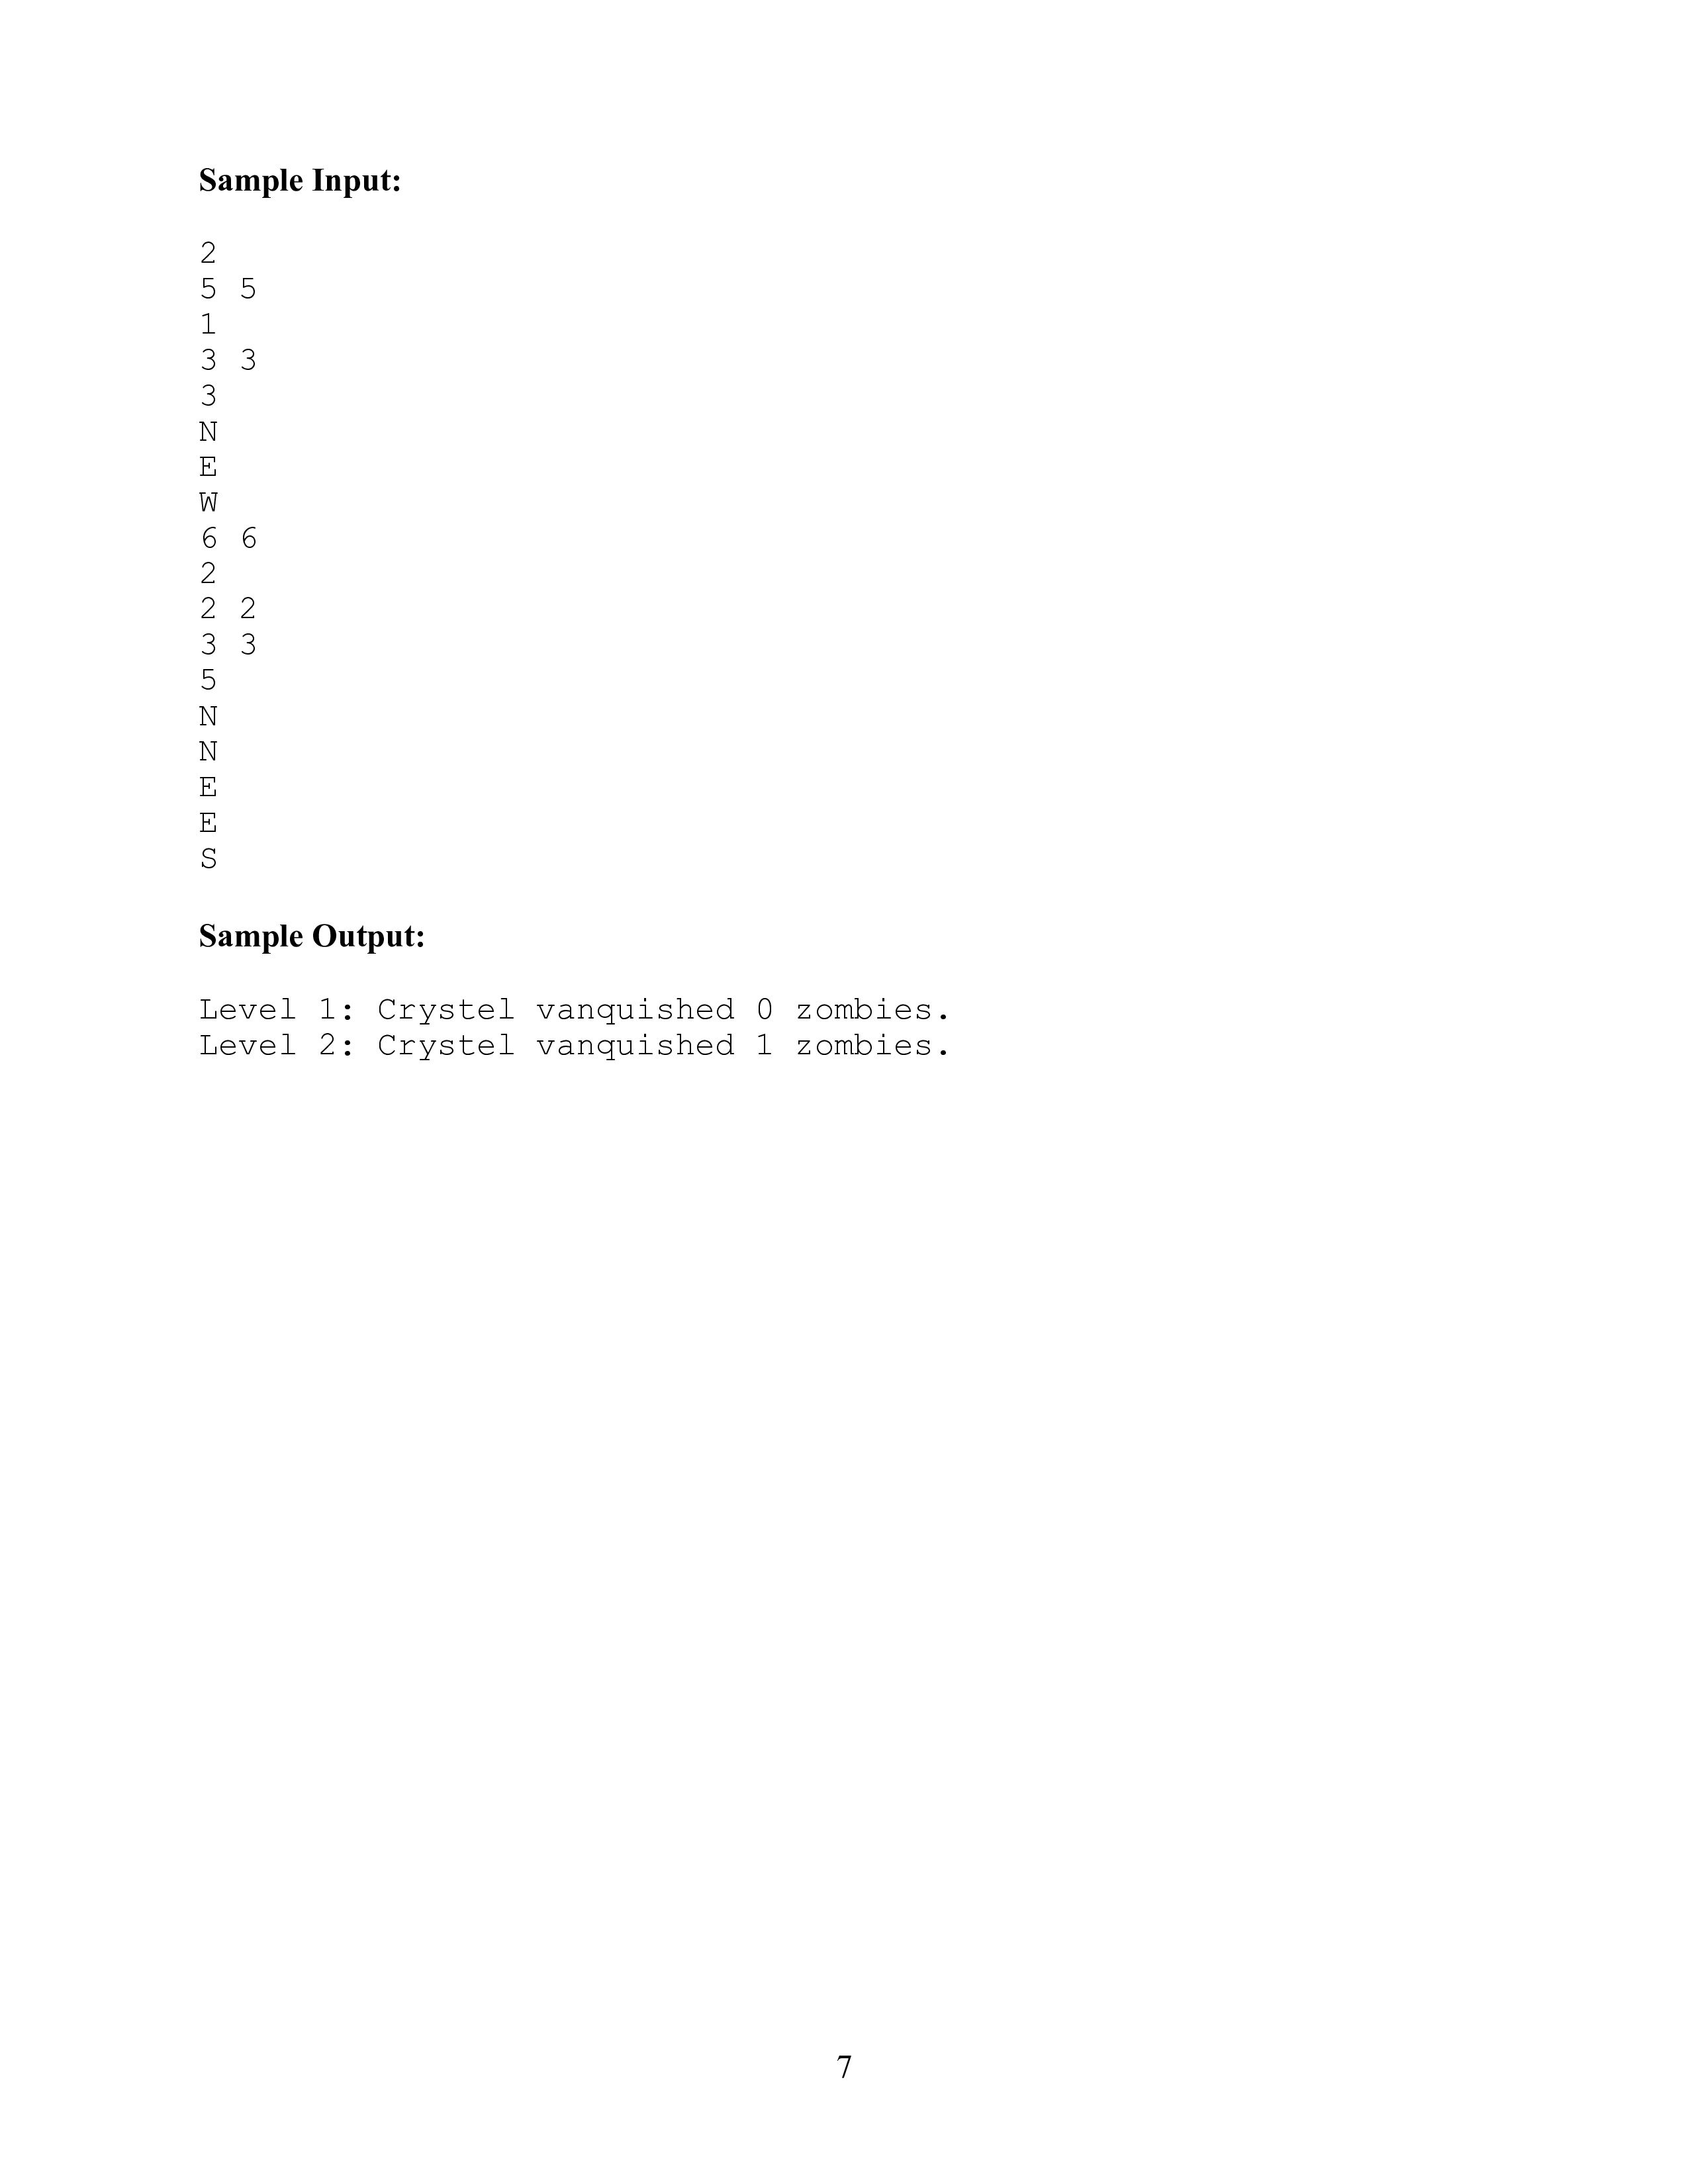 Sample Input:
2
5 5
1
3 3
3
N
E
W
6 6
2
2 2
3 3
5
N
N
E
E
S
Sample Output:
Level 1: Crystel vanquished 0 zombies.
Level 2: Crystel vanquished 1 zombies.
7